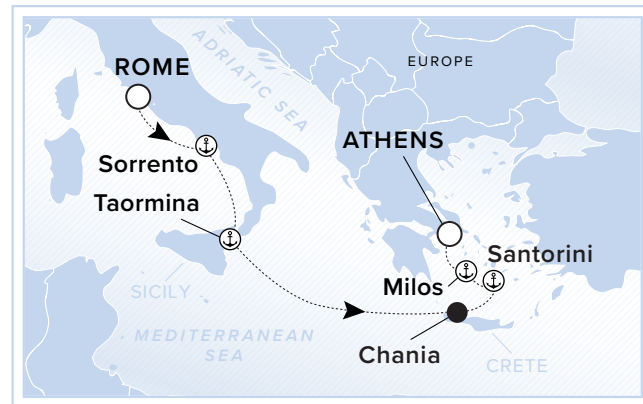 ADRIATIC SEA
ROME
EUROPE
ATHENS
Sorrento
Taormina
Santorini
Milos
SICILY
MEDITERRANEAN
SEA
Chania
CRETE